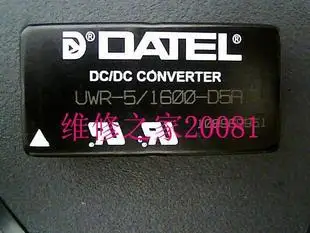 DATEL
DC/DC CONVERTER
UWR-5/1600-D5A
维修之家20081